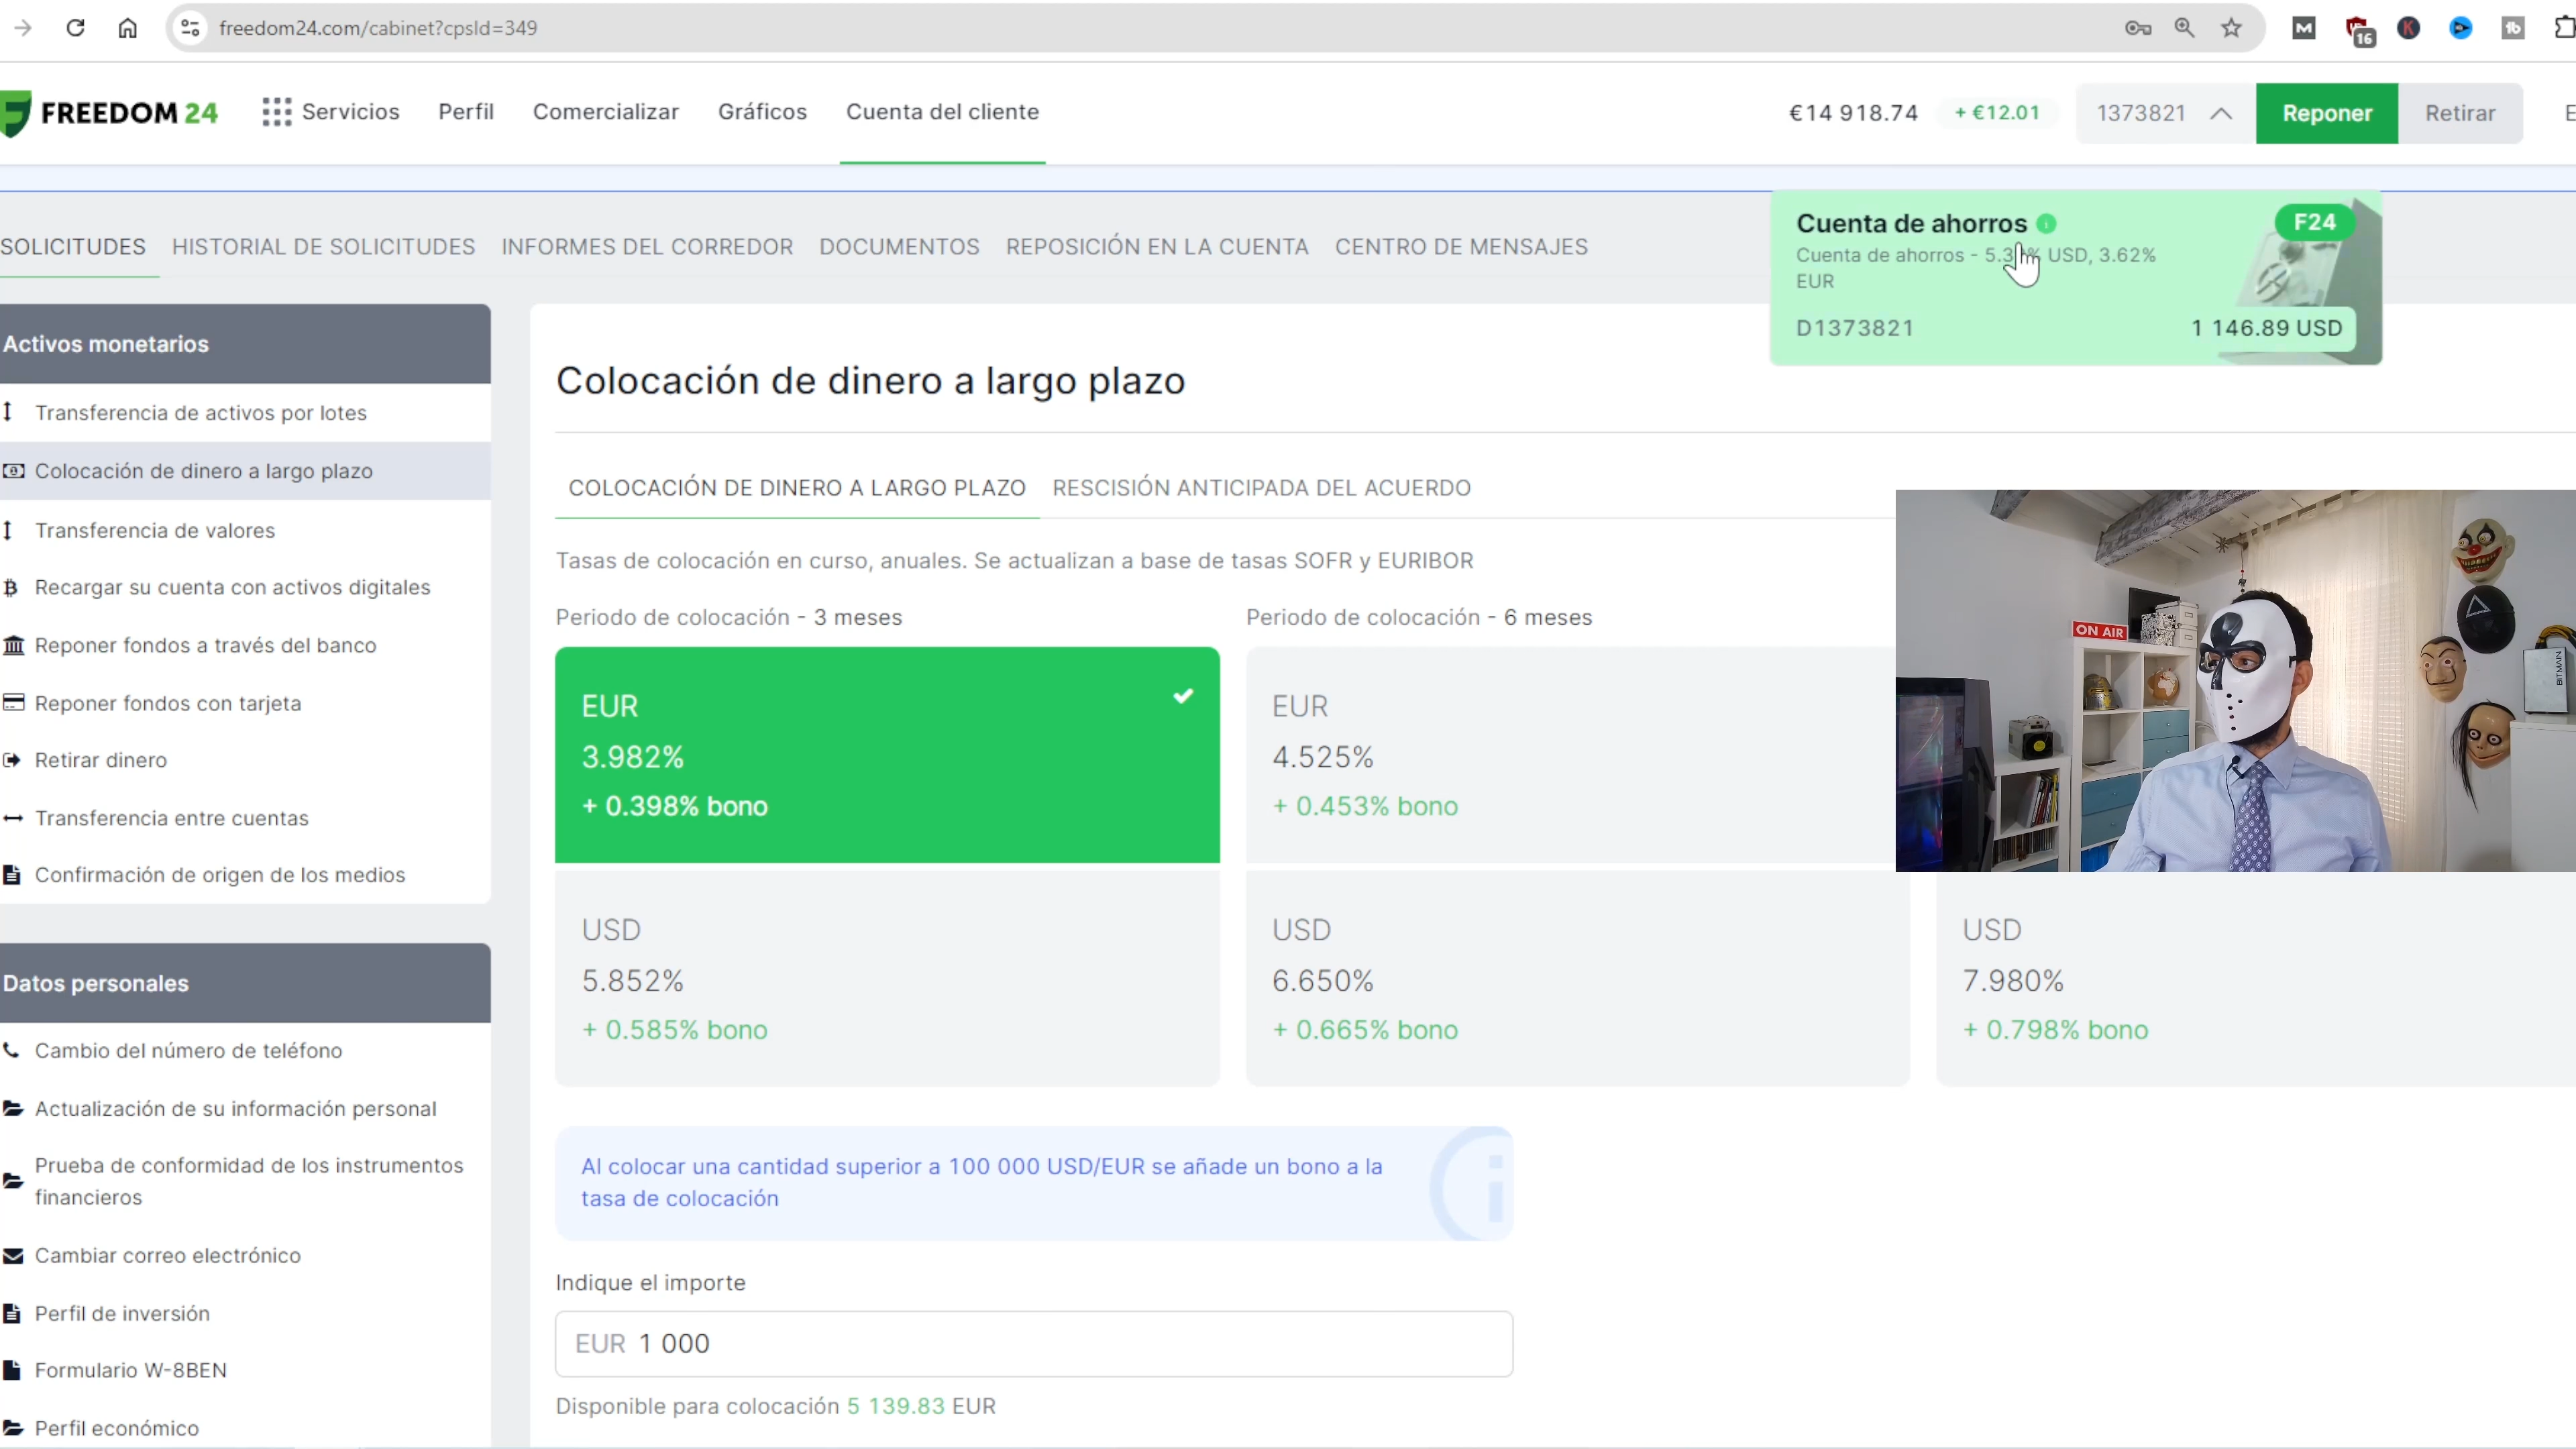 freedom24.com/cabinet?cpsId=349
16
FREEDOM 24
Servicios
Perfil
Comercializar
Gráficos
Cuenta del cliente
€14 918.74
+ €12.01
1373821
Reponer
Retirar
SOLICITUDES
HISTORIAL DE SOLICITUDES
INFORMES DEL CORREDOR
DOCUMENTOS
REPOSICIÓN EN LA CUENTA
CENTRO DE MENSAJES
Cuenta de ahorros
F24
Cuenta de ahorros - USD, 3.62%
EUR
D1373821
1 146.89 USD
Activos monetarios
Transferencia de activos por lotes
Colocación de dinero a largo plazo
Transferencia de valores
Recargar su cuenta con activos digitales
Reponer fondos a través del banco
Reponer fondos con tarjeta
Retirar dinero
Transferencia entre cuentas
Confirmación de origen de los medios
Datos personales
Cambio del número de teléfono
Actualización de su información personal
Prueba de conformidad de los instrumentos
financieros
Cambiar correo electrónico
Perfil de inversión
Formulario W-8BEN
Perfil económico
Colocación de dinero a largo plazo
COLOCACIÓN DE DINERO A LARGO PLAZO
RESCISIÓN ANTICIPADA DEL ACUERDO
Tasas de colocación en curso, anuales. Se actualizan a base de tasas SOFR y EURIBOR
Periodo de colocación - 3 meses
EUR
3.982%
+ 0.398% bono
USD
5.852%
+ 0.585% bono
Periodo de colocación - 6 meses
EUR
4.525%
+ 0.453% bono
USD
6.650%
+ 0.665% bono
USD
7.980%
+ 0.798% bono
ON AIR
BITMAIN
Al colocar una cantidad superior a 100 000 USD/EUR se añade un bono a la
tasa de colocación
Indique el importe
EUR 1 000
Disponible para colocación 5 139.83 EUR